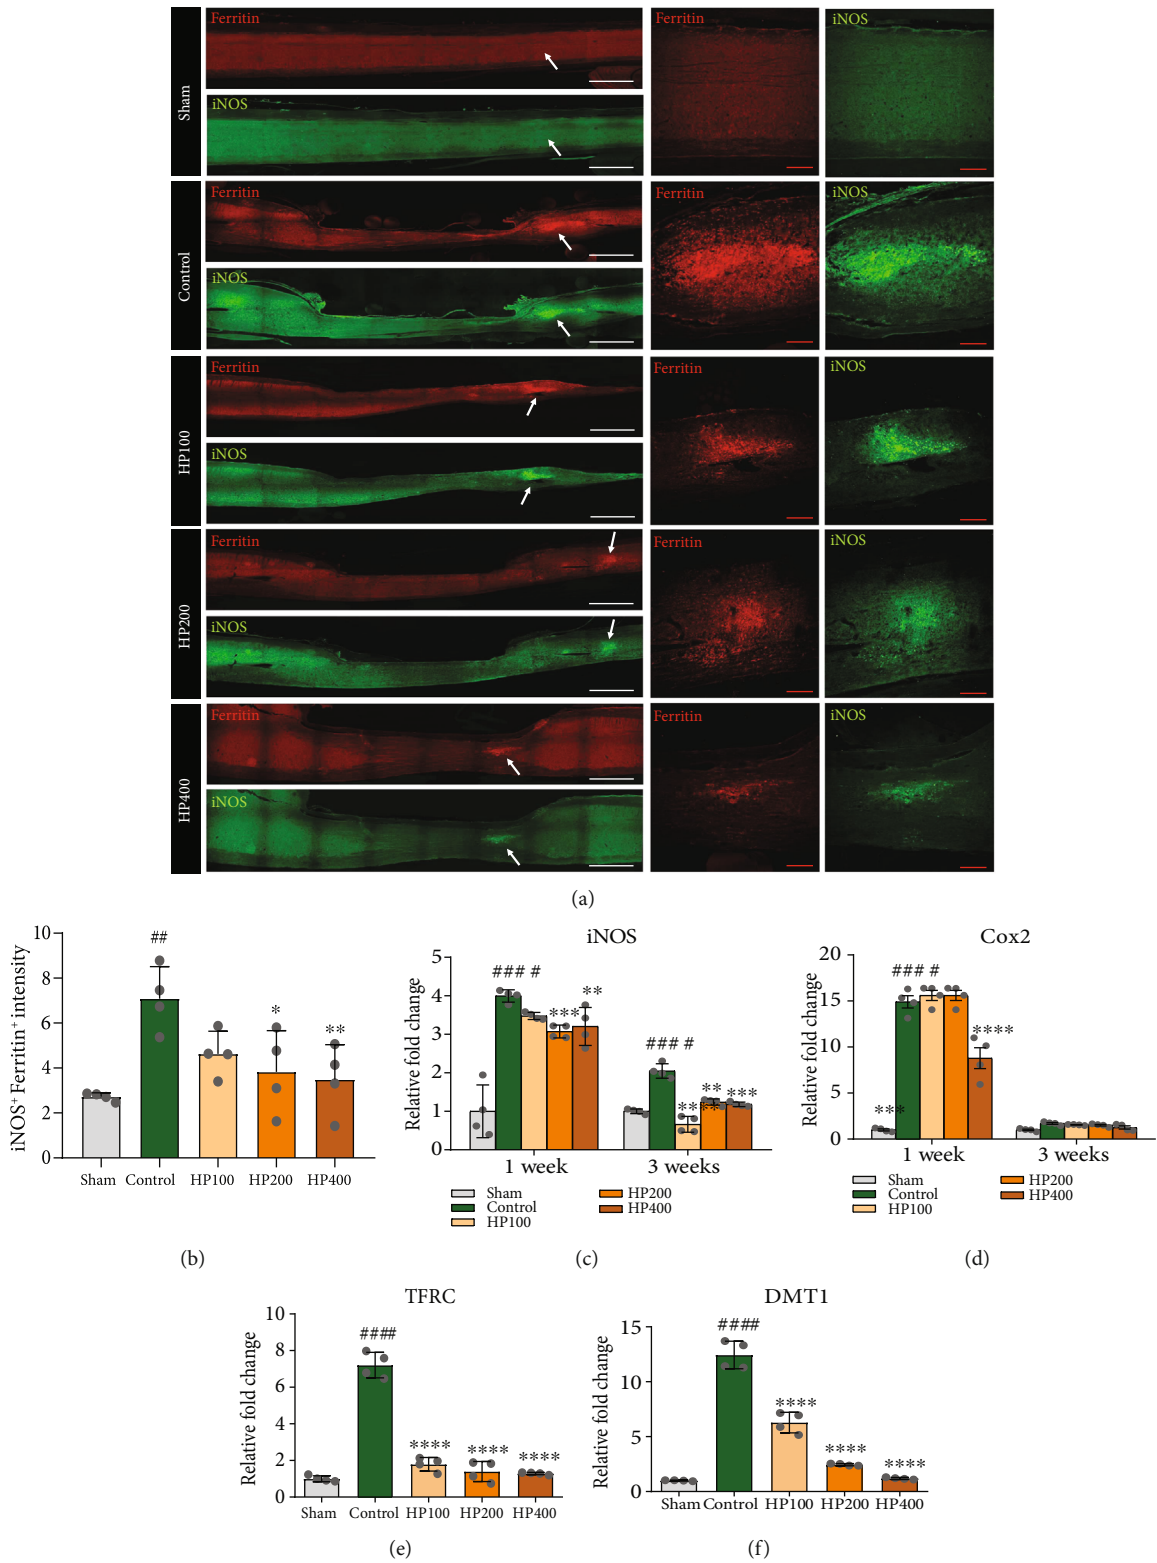 Sham
Ferritin
iNOS
Ferritin
iNOS
Control
Ferritin
iNOS
Ferritin
iNOS
HP100
Ferritin
iNOS
Ferritin
iNOS
HP200
Ferritin
iNOS
Ferritin
iNOS
HP400
Ferritin
iNOS
Ferritin
iNOS
(a)
iNOS⁺ Ferritin⁺ intensity
10
8
6
4
2
0
##
*
**
Sham Control HP100 HP200 HP400
(b)
iNOS
Relative fold change
5
4
3
2
1
0
### #
***
**
### #
** **
**
***
1 week 3 weeks
Sham
Control
HP100
HP200
HP400
(c)
Cox2
Relative fold change
20
15
10
5
0
***
### #
****
1 week 3 weeks
Sham
Control
HP100
HP200
HP400
(d)
TFRC
Relative fold change
10
8
6
4
2
0
####
****
****
****
Sham Control HP100 HP200 HP400
(e)
DMT1
Relative fold change
15
10
5
0
####
****
****
****
Sham Control HP100 HP200 HP400
(f)